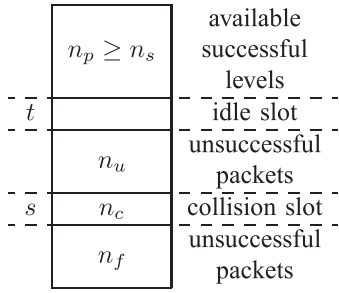 n_p ≥ n_s
available
successful
levels
t
idle slot
n_u
unsuccessful
packets
s
n_c
collision slot
n_f
unsuccessful
packets